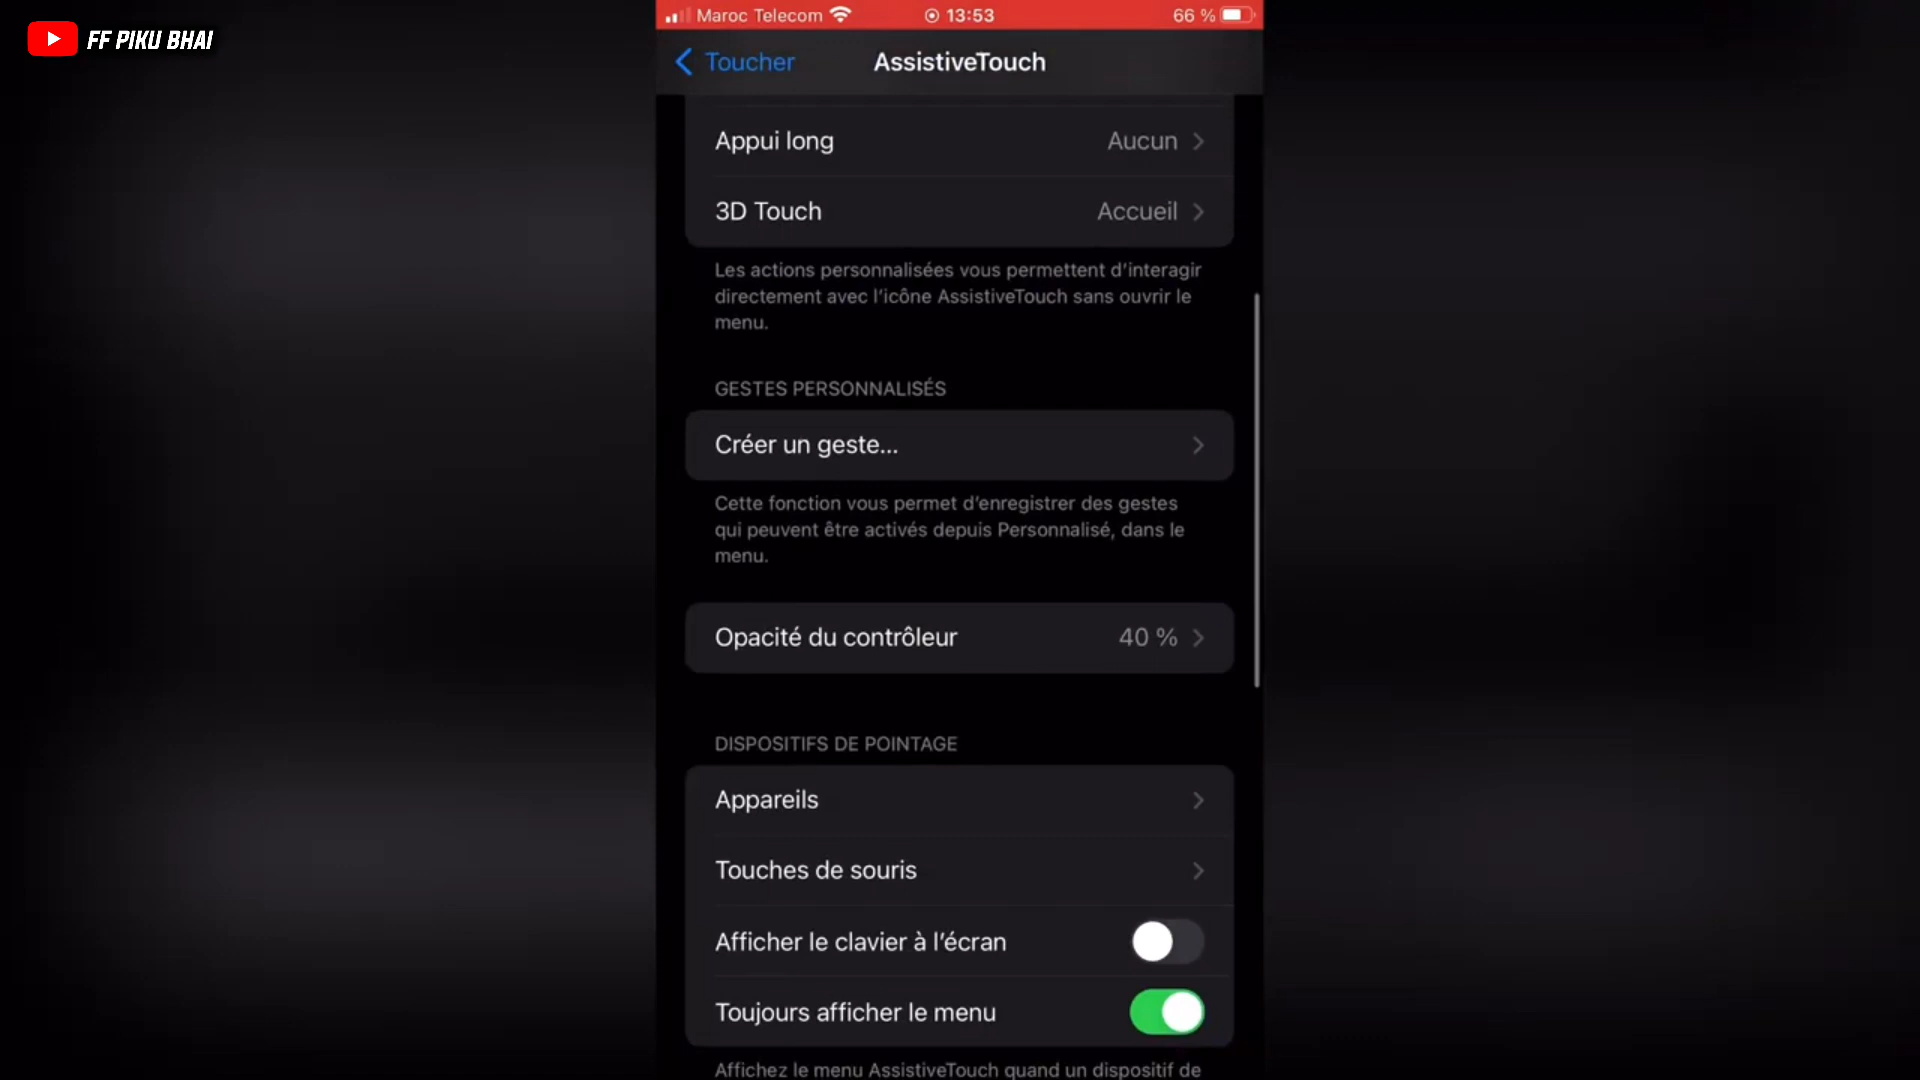 FF PIKU BHAI
Maroc Telecom 13:53 66 %
Toucher AssistiveTouch
Appui long Aucun
3D Touch Accueil
Les actions personnalisées vous permettent d’interagir
directement avec l’icône AssistiveTouch sans ouvrir le
menu.
GESTES PERSONNALISÉS
Créer un geste...
Cette fonction vous permet d’enregistrer des gestes
qui peuvent être activés depuis Personnalisé, dans le
menu.
Opacité du contrôleur 40 %
DISPOSITIFS DE POINTAGE
Appareils
Touches de souris
Afficher le clavier à l’écran
Toujours afficher le menu
Affichez le menu AssistiveTouch quand un dispositif de